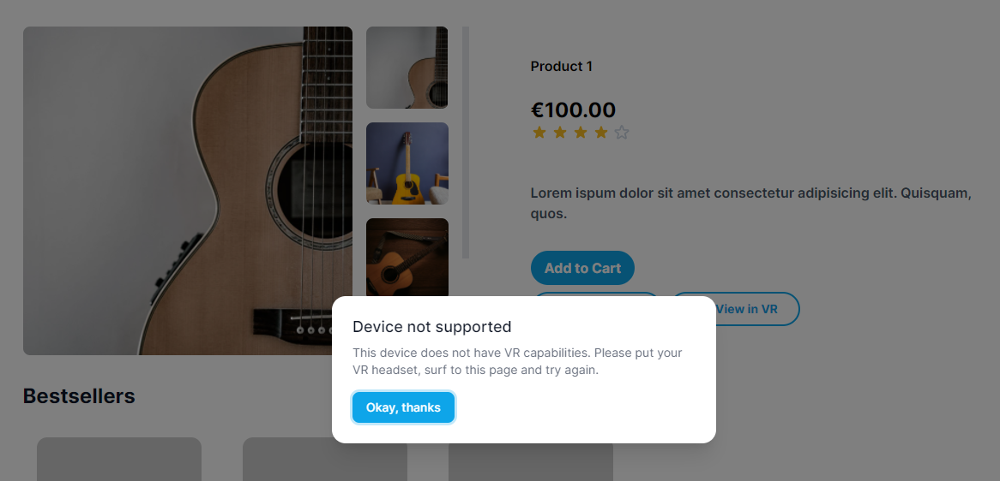 Product 1
€100.00
Lorem ispum dolor sit amet consectetur adipisicing elit. Quisquam,
quos.
Add to Cart
View in VR
Device not supported
This device does not have VR capabilities. Please put your
VR headset, surf to this page and try again.
Okay, thanks
Bestsellers